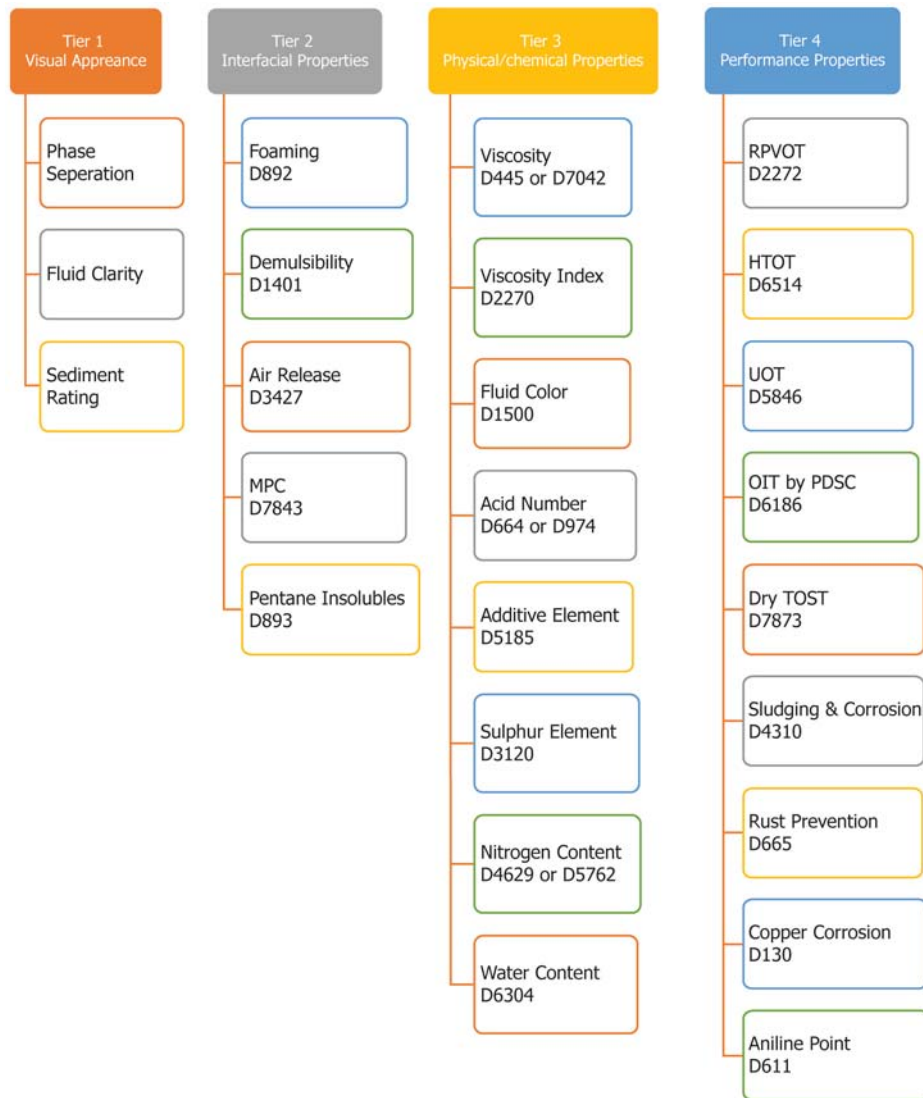 Tier 1
Visual Appreance
Phase
Seperation
Fluid Clarity
Sediment
Rating
Tier 2
Interfacial Properties
Foaming
D892
Demulsibility
D1401
Air Release
D3427
MPC
D7843
Pentane Insolubles
D893
Tier 3
Physical/chemical Properties
Viscosity
D445 or D7042
Viscosity Index
D2270
Fluid Color
D1500
Acid Number
D664 or D974
Additive Element
D5185
Sulphur Element
D3120
Nitrogen Content
D4629 or D5762
Water Content
D6304
Tier 4
Performance Properties
RPVOT
D2272
HTOT
D6514
UOT
D5846
OIT by PDSC
D6186
Dry TOST
D7873
Sludging & Corrosion
D4310
Rust Prevention
D665
Copper Corrosion
D130
Aniline Point
D611